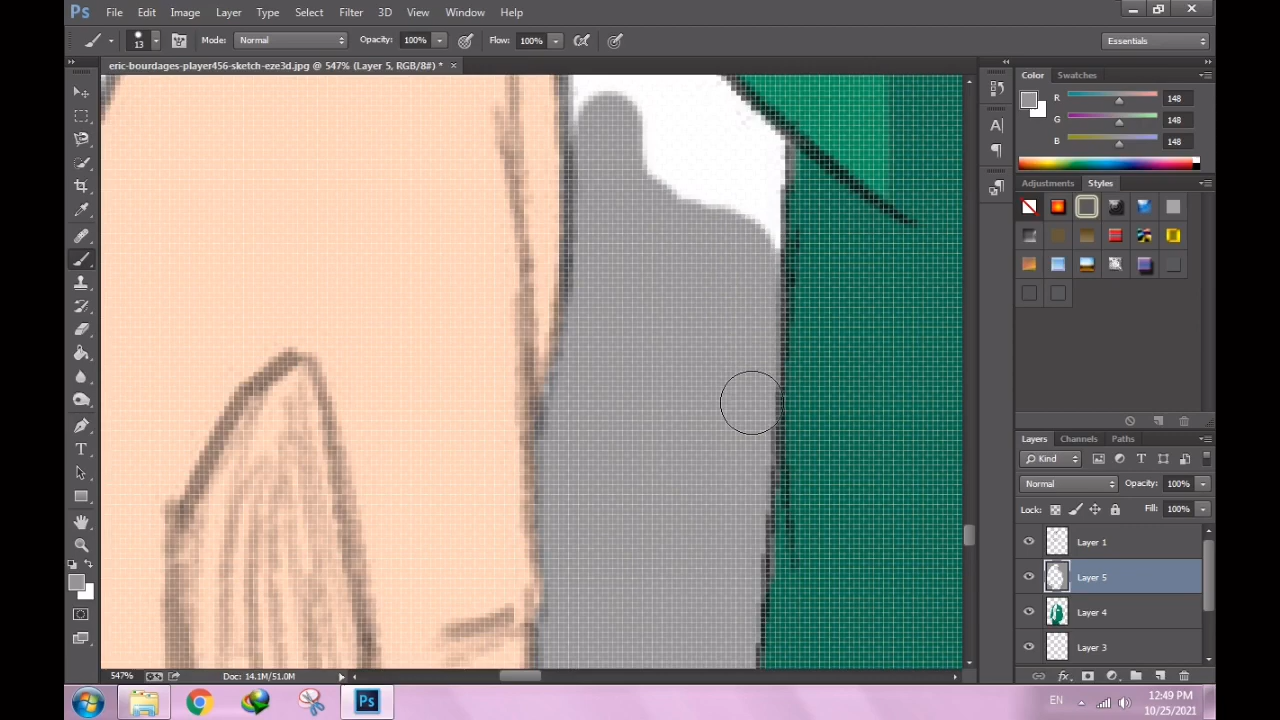 Ps File Edit Image Layer Type Select Filter 3D View Window Help
13 Mode: Normal Opacity: 100% Flow: 100% Essentials
eric-bourdages-player456-sketch-eze3d.jpg @ 547% (Layer 5, RGB/8#) * ×
Color Swatches
R 148
G 148
B 148
Adjustments Styles
Layers Channels Paths
Kind
Normal Opacity: 100%
Lock: Fill: 100%
Layer 1
Layer 5
Layer 4
Layer 3
547% Doc: 14.1M/51.0M
Ps EN 12:49 PM
10/25/2021